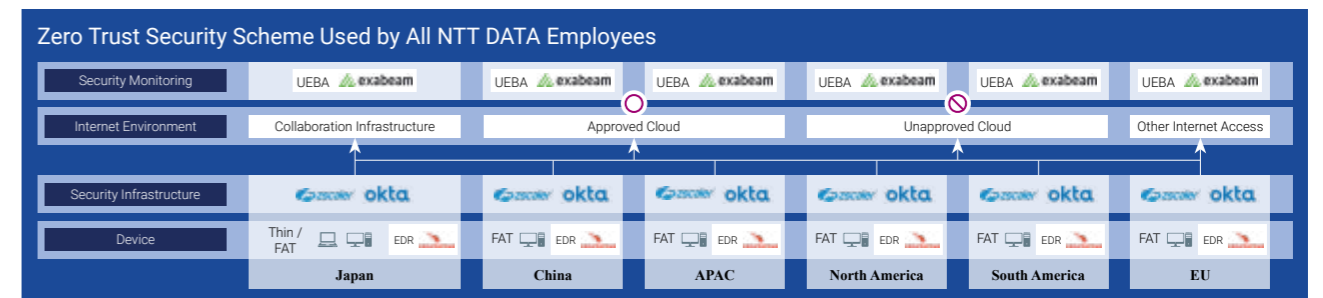 Zero Trust Security Scheme Used by All NTT DATA Employees
Security Monitoring
UEBA exabeam
UEBA exabeam
UEBA exabeam
UEBA exabeam
UEBA exabeam
UEBA exabeam
Internet Environment
Collaboration Infrastructure
Approved Cloud
Unapproved Cloud
Other Internet Access
Security Infrastructure
zscaler okta
zscaler okta
zscaler okta
zscaler okta
zscaler okta
zscaler okta
Device
Thin /
FAT
EDR
FAT EDR
FAT EDR
FAT EDR
FAT EDR
FAT EDR
Japan
China
APAC
North America
South America
EU